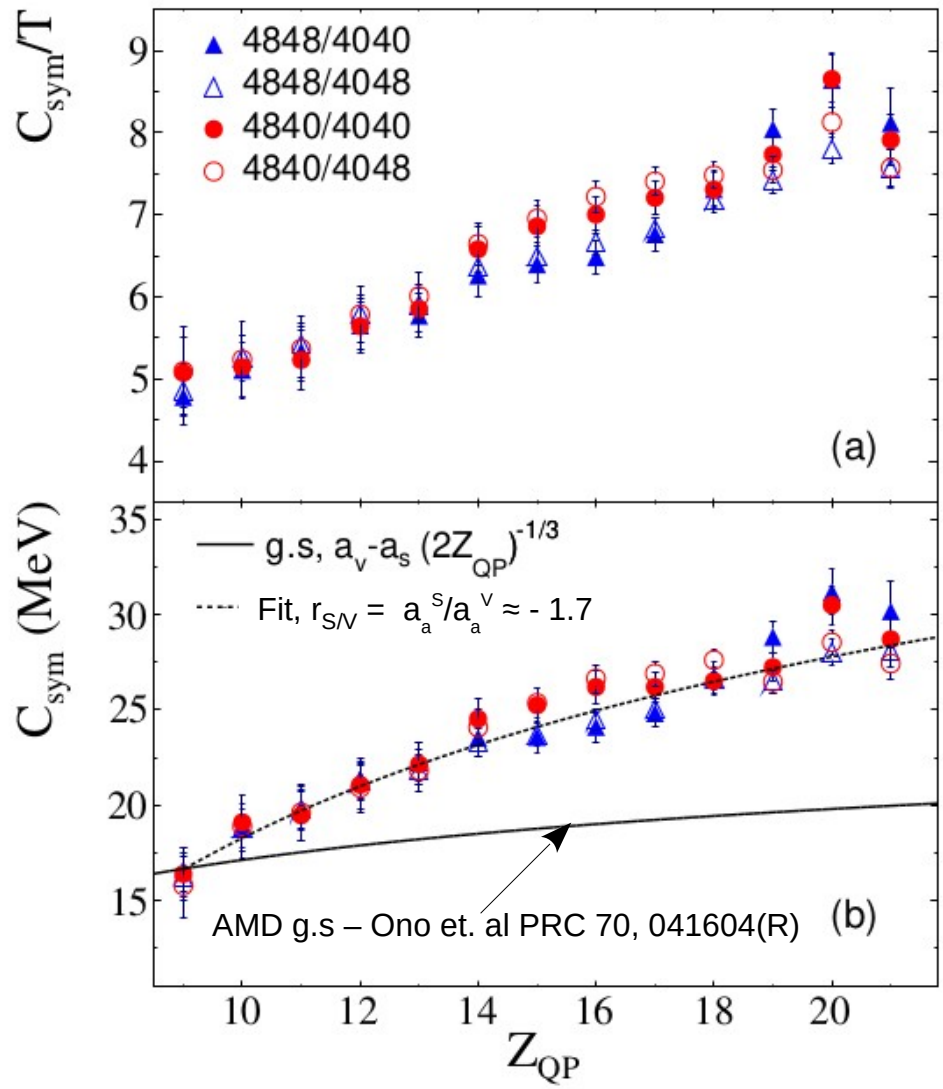 C_sym/T
9
8
7
6
5
4
4848/4040
4848/4048
4840/4040
4840/4048
(a)
C_sym (MeV)
35
30
25
20
15
g.s, a_v-a_s (2Z_QP)^-1/3
Fit, r_S/V = a_a^S/a_a^V ≈ - 1.7
AMD g.s – Ono et. al PRC 70, 041604(R)
(b)
10 12 14 16 18 20
Z_QP